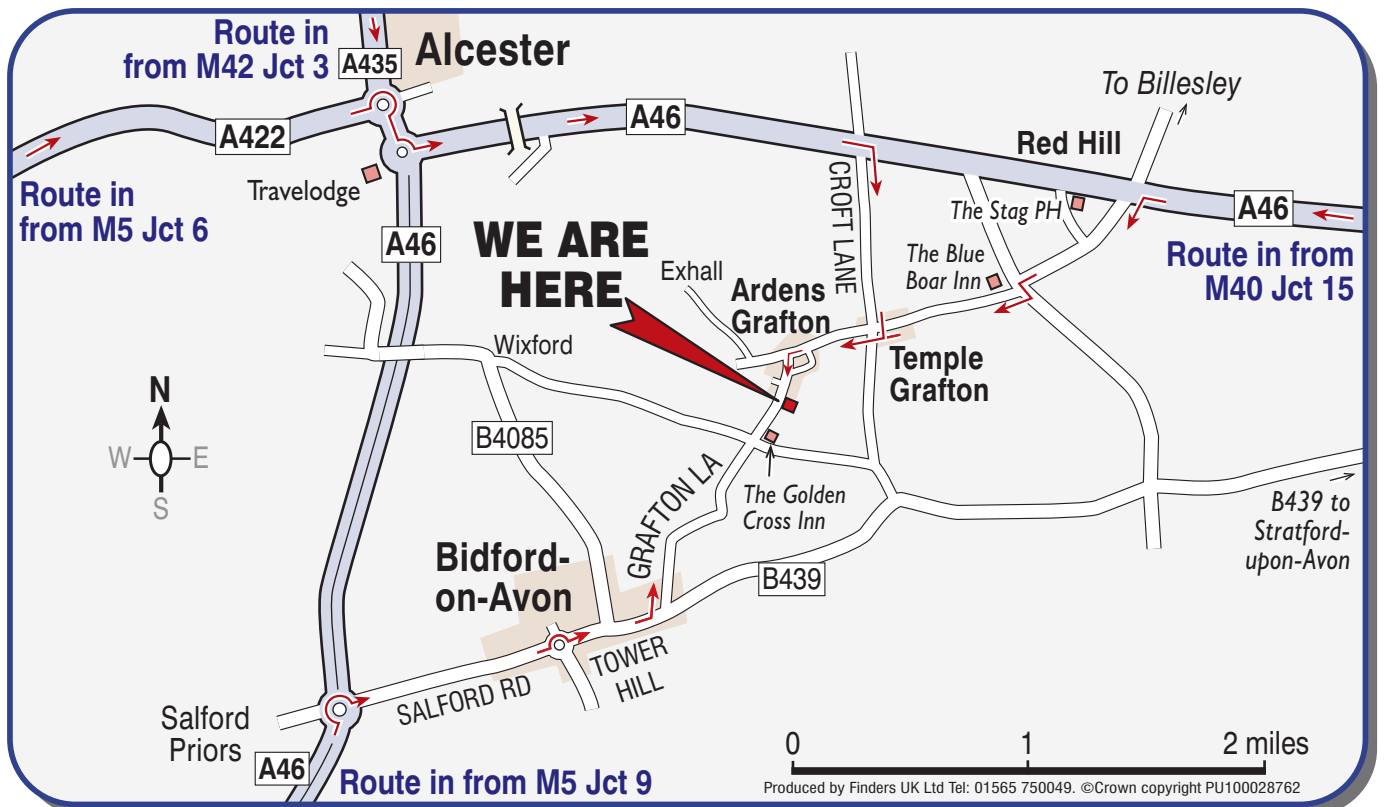 Route in
from M42 Jct 3
A435
Alcester
To Billesley
A422
A46
Red Hill
Travelodge
Route in
from M5 Jct 6
A46
WE ARE
HERE
CROFT LANE
The Stag PH
A46
The Blue
Boar Inn
Route in from
M40 Jct 15
Exhall
Ardens
Grafton
Wixford
Temple
Grafton
N
W
E
S
B4085
GRAFTON LA
The Golden
Cross Inn
B439 to
Stratford-
upon-Avon
Bidford-
on-Avon
B439
TOWER
HILL
SALFORD RD
Salford
Priors
A46
Route in from M5 Jct 9
0 1 2 miles
Produced by Finders UK Ltd Tel: 01565 750049. ©Crown copyright PU100028762